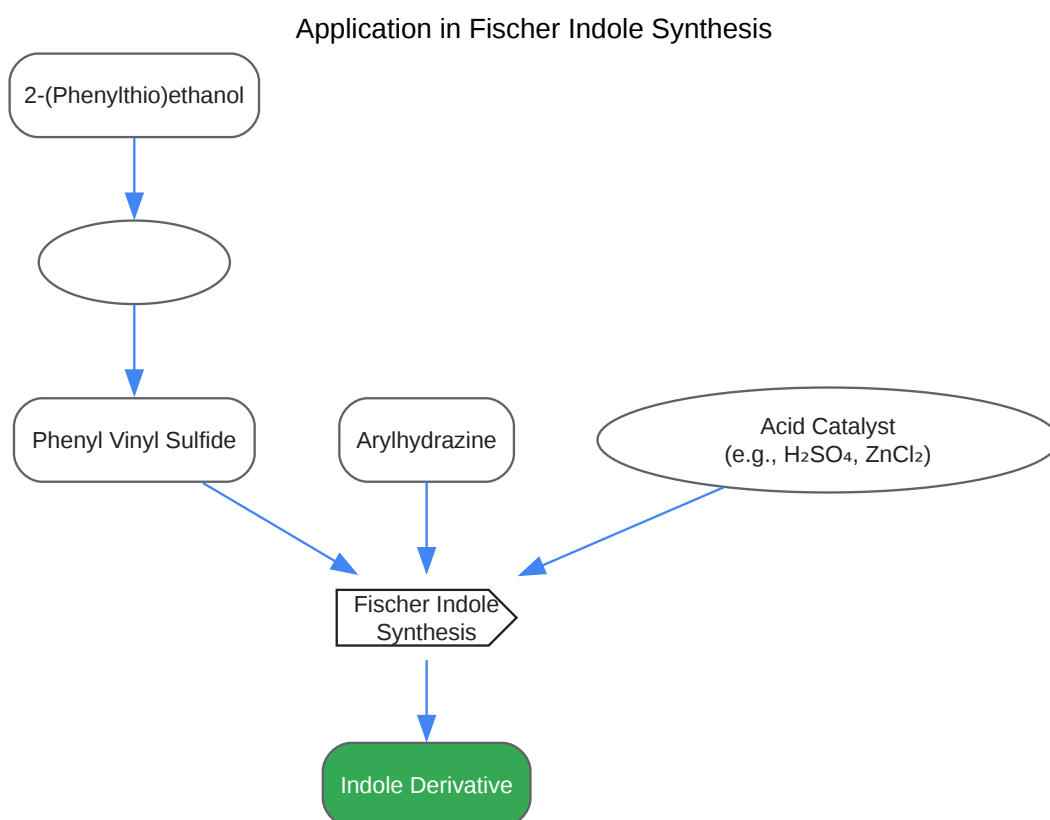 Application in Fischer Indole Synthesis
2-(Phenylthio)ethanol
Phenyl Vinyl Sulfide
Arylhydrazine
Acid Catalyst
(e.g., H₂SO₄, ZnCl₂)
Fischer Indole
Synthesis
Indole Derivative